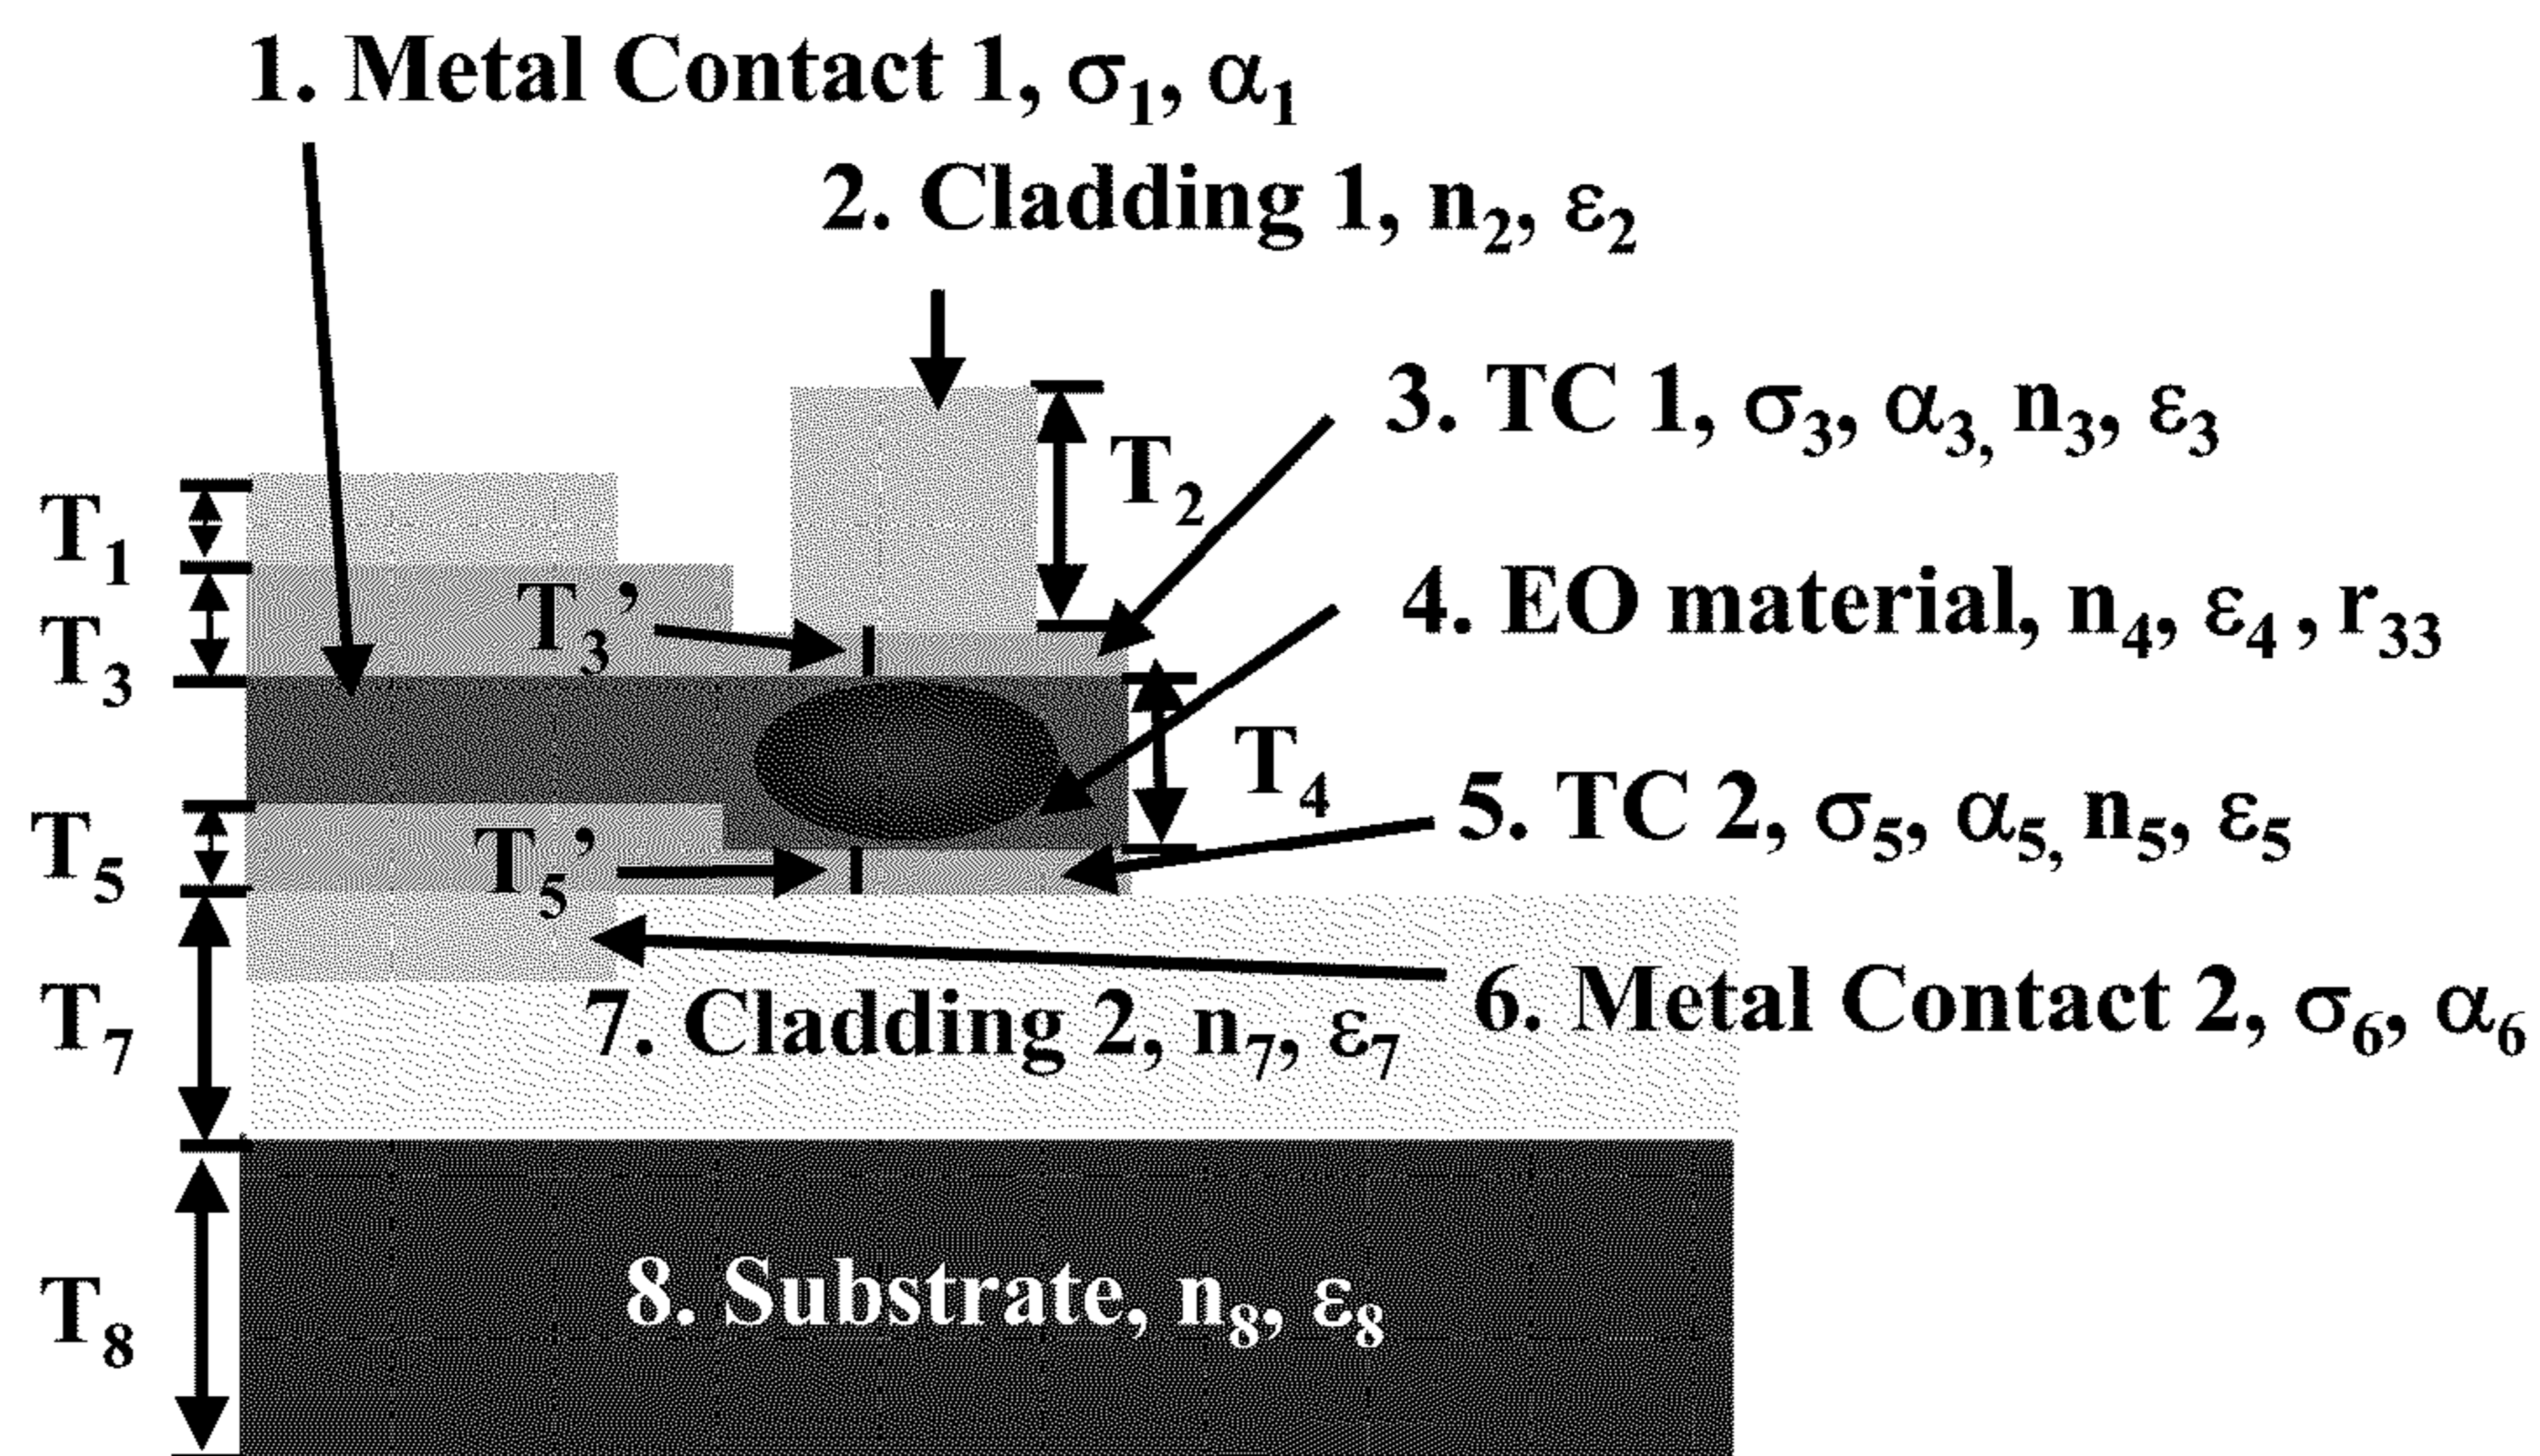 1. Metal Contact 1, σ₁, α₁
2. Cladding 1, n₂, ε₂
3. TC 1, σ₃, α₃, n₃, ε₃
T₂
T₁
T₃’
4. EO material, n₄, ε₄ , r₃₃
T₃
T₄
5. TC 2, σ₅, α₅, n₅, ε₅
T₅
T₅’
6. Metal Contact 2, σ₆, α₆
7. Cladding 2, n₇, ε₇
T₇
8. Substrate, n₈, ε₈
T₈